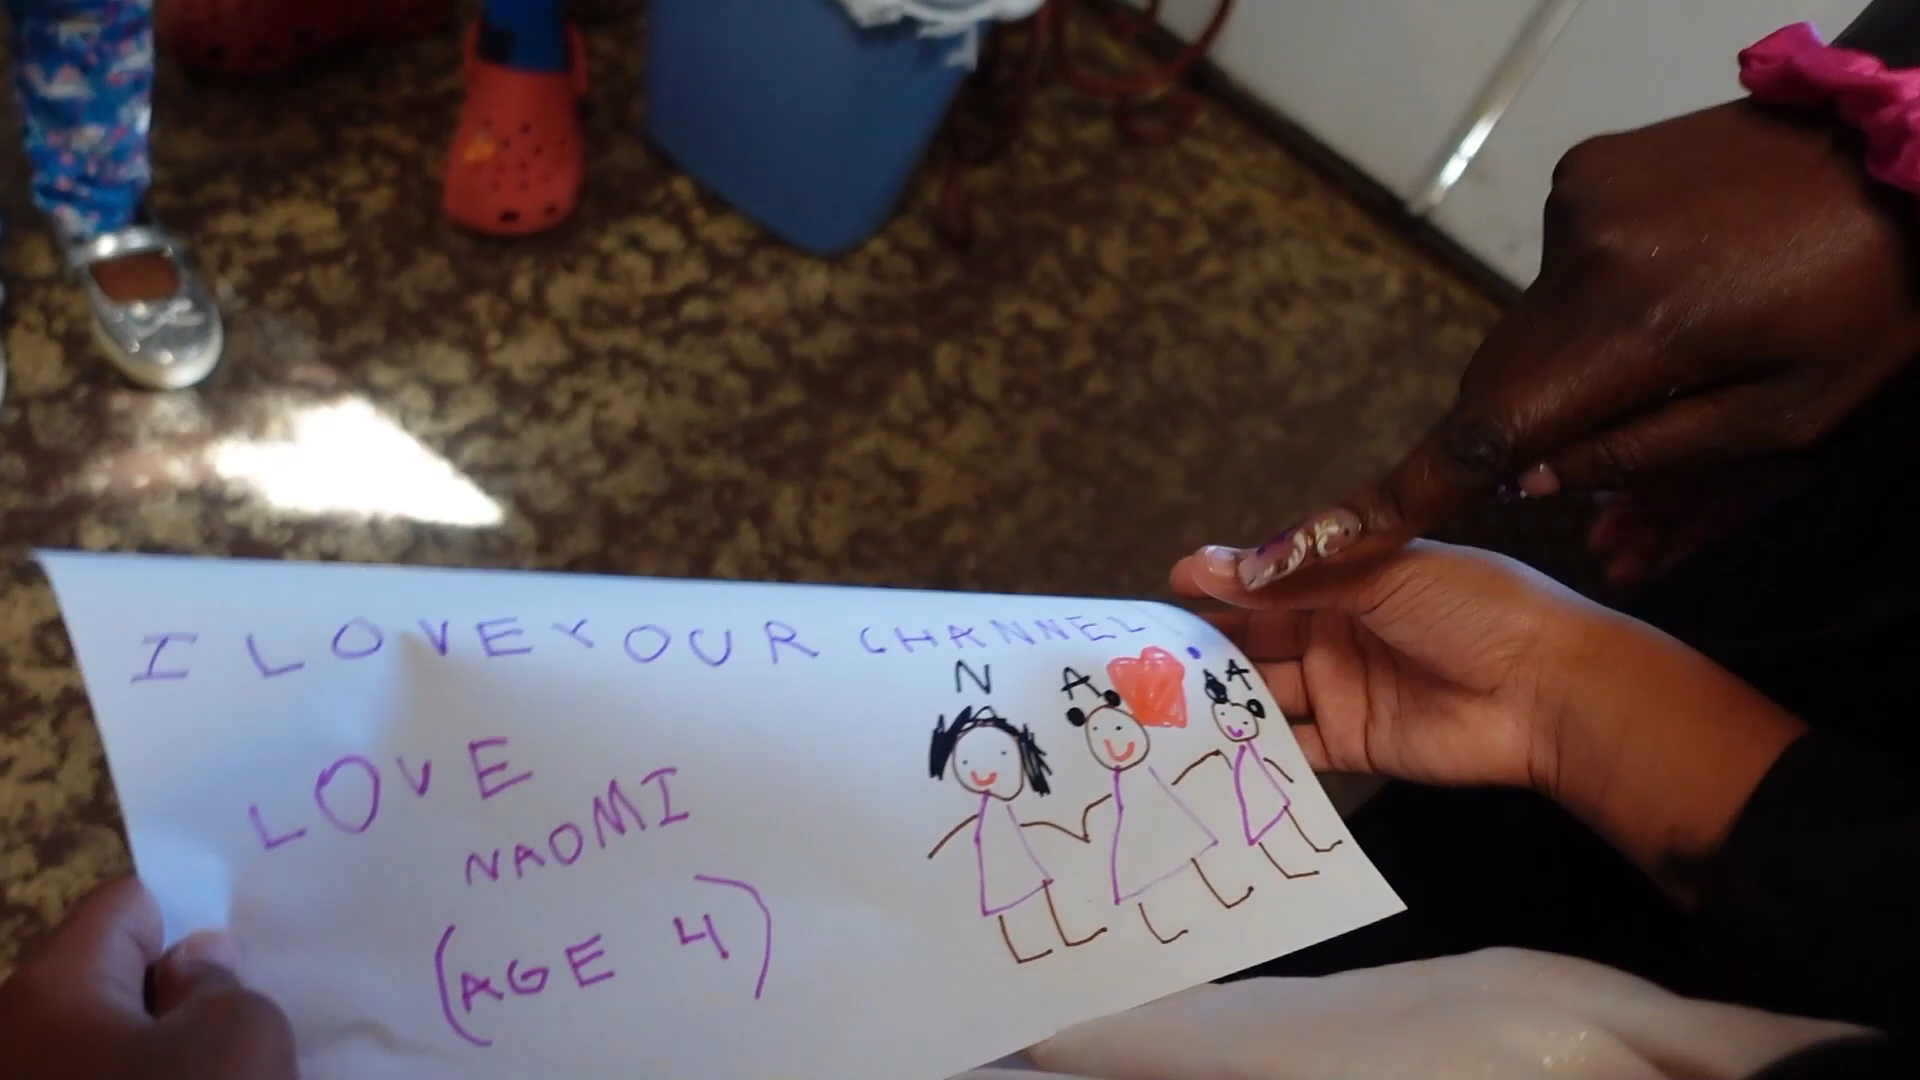 I LOVE YOUR CHANNEL!
N A A
LOVE
NAOMI
(AGE 4)